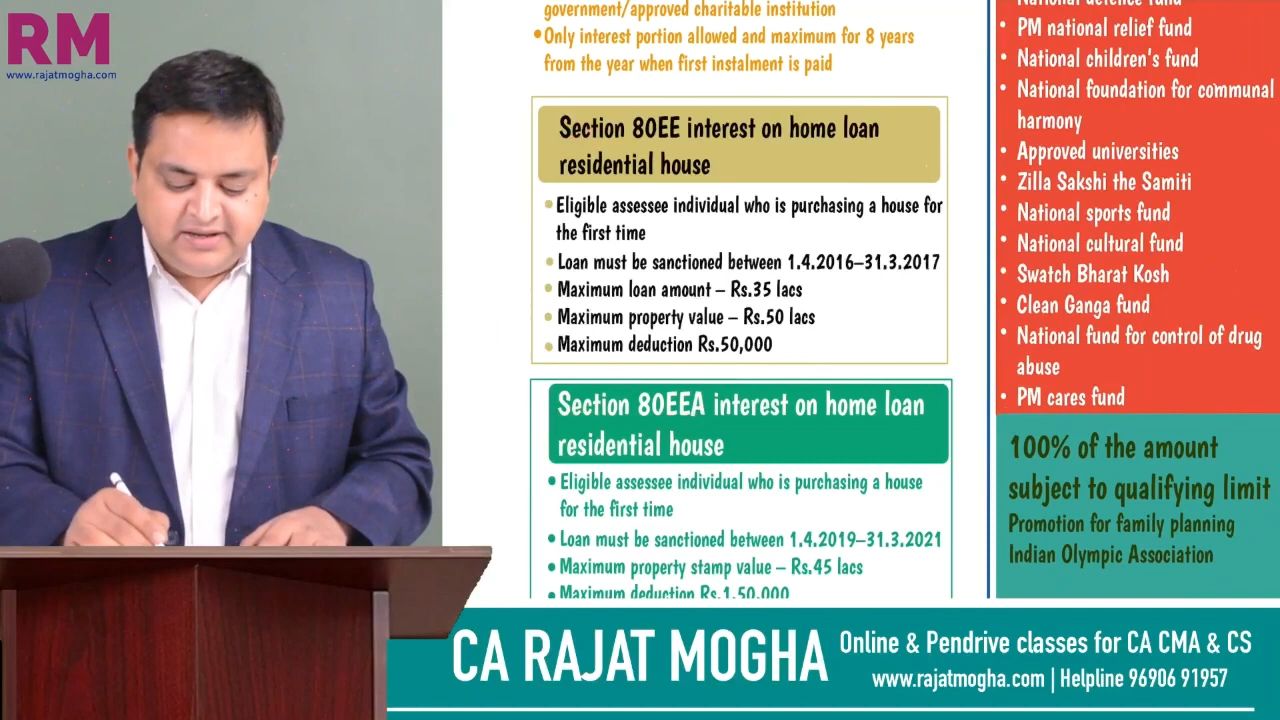 RM
www.rajatmogha.com
government/approved charitable institution
•Only interest portion allowed and maximum for 8 years
from the year when first instalment is paid
Section 80EE interest on home loan
residential house
• Eligible assessee individual who is purchasing a house for
the first time
• Loan must be sanctioned between 1.4.2016–31.3.2017
• Maximum loan amount – Rs.35 lacs
• Maximum property value – Rs.50 lacs
• Maximum deduction Rs.50,000
Section 80EEA interest on home loan
residential house
• Eligible assessee individual who is purchasing a house
for the first time
• Loan must be sanctioned between 1.4.2019–31.3.2021
• Maximum property stamp value – Rs.45 lacs
• Maximum deduction Rs.1,50,000
National defence fund
• PM national relief fund
• National children's fund
• National foundation for communal
harmony
• Approved universities
• Zilla Sakshi the Samiti
• National sports fund
• National cultural fund
• Swatch Bharat Kosh
• Clean Ganga fund
• National fund for control of drug
abuse
• PM cares fund
100% of the amount
subject to qualifying limit
Promotion for family planning
Indian Olympic Association
CA RAJAT MOGHA
Online & Pendrive classes for CA CMA & CS
www.rajatmogha.com | Helpline 96906 91957